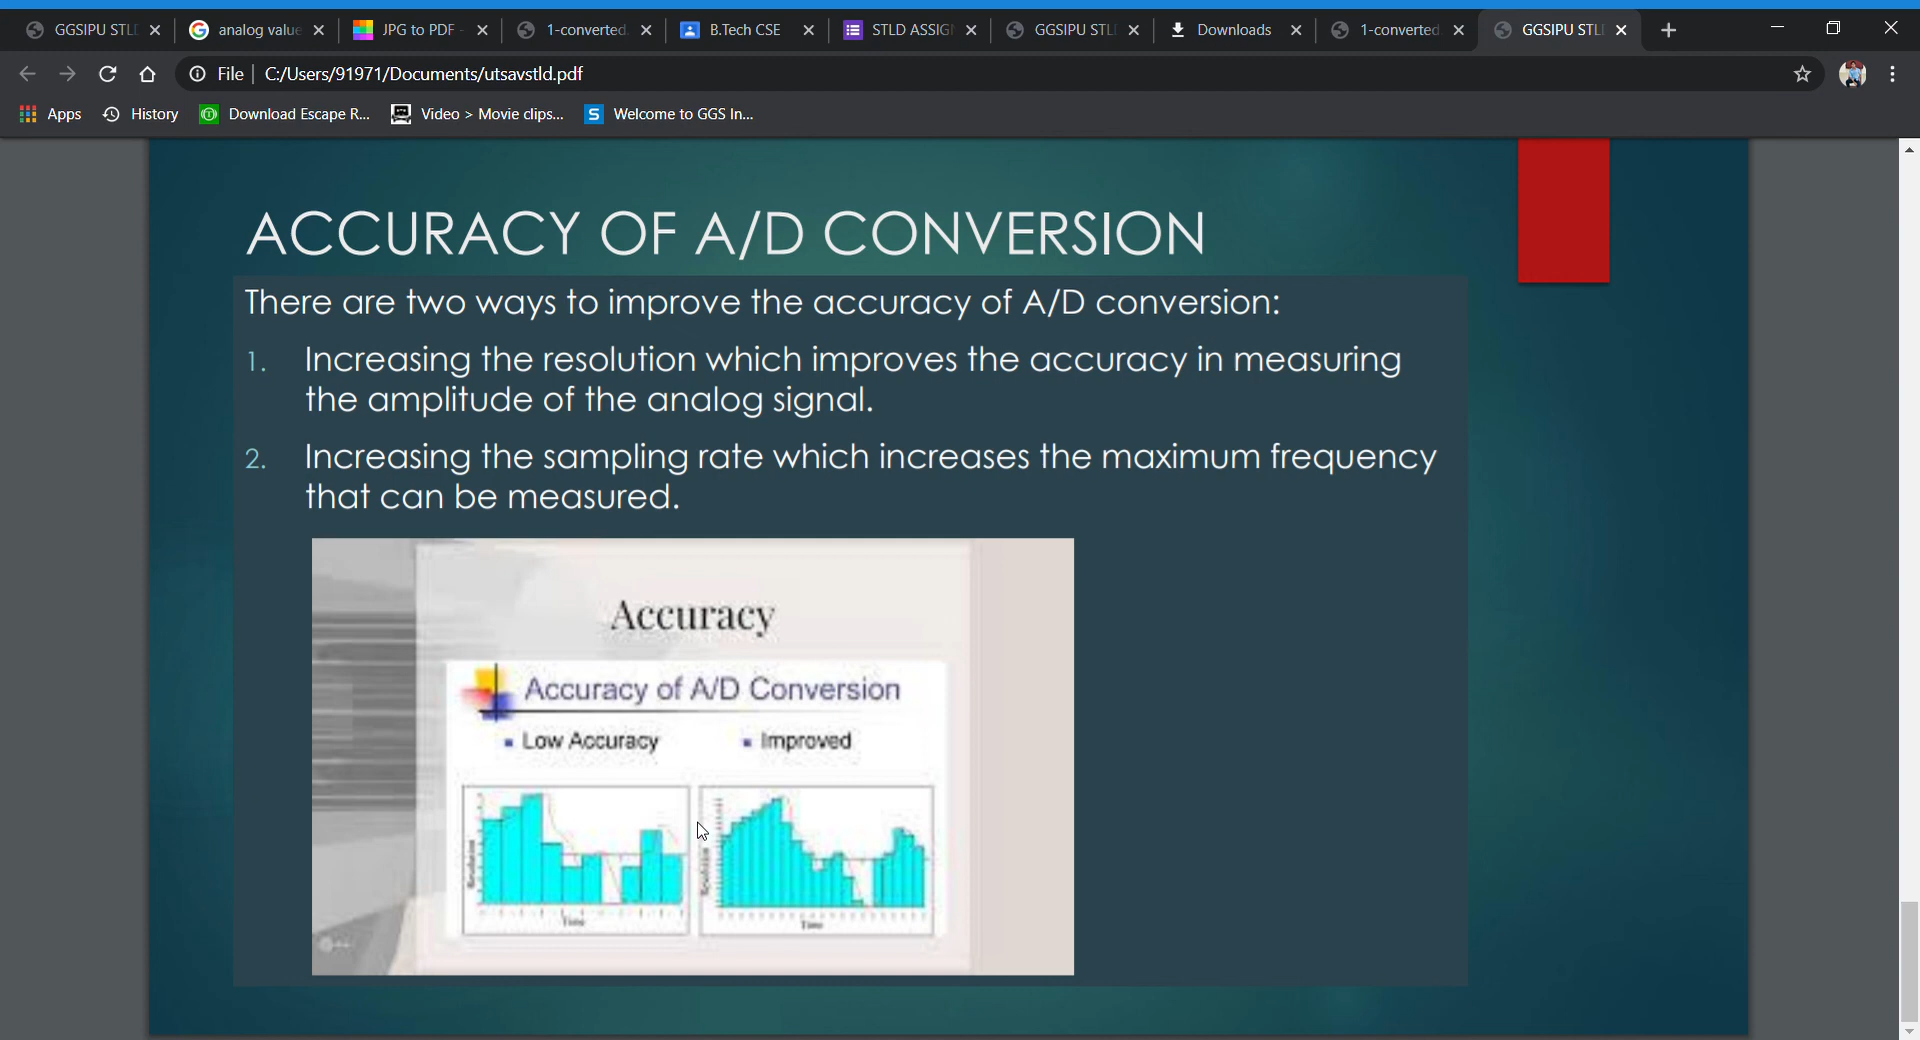 GGSIPU STL
analog value
JPG to PDF -
1-converted.
B.Tech CSE
STLD ASSIG
GGSIPU STL
Downloads
1-converted.
GGSIPU STL
File | C:/Users/91971/Documents/utsavstld.pdf
Apps
History
Download Escape R...
Video > Movie clips...
S
Welcome to GGS In...
ACCURACY OF A/D CONVERSION
There are two ways to improve the accuracy of A/D conversion:
1. Increasing the resolution which improves the accuracy in measuring
the amplitude of the analog signal.
2. Increasing the sampling rate which increases the maximum frequency
that can be measured.
Accuracy
Accuracy of A/D Conversion
Low Accuracy
Improved
Resolution
Time
Resolution
Time